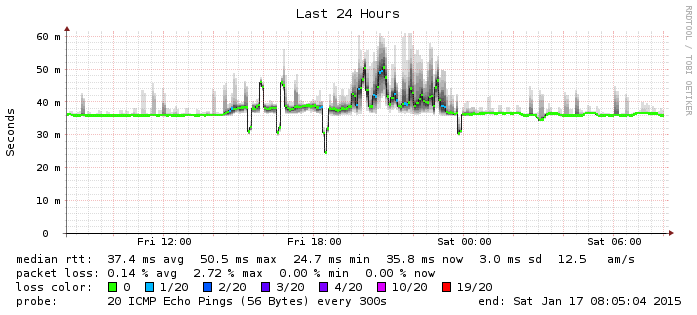 Last 24 Hours
RRDTOOL / TOBI OETIKER
Seconds
60 m
50 m
40 m
30 m
20 m
10 m
0
Fri 12:00 Fri 18:00 Sat 00:00 Sat 06:00
median rtt: 37.4 ms avg 50.5 ms max 24.7 ms min 35.8 ms now 3.0 ms sd 12.5 am/s
packet loss: 0.14 % avg 2.72 % max 0.00 % min 0.00 % now
loss color: 0 1/20 2/20 3/20 4/20 10/20 19/20
probe: 20 ICMP Echo Pings (56 Bytes) every 300s end: Sat Jan 17 08:05:04 2015